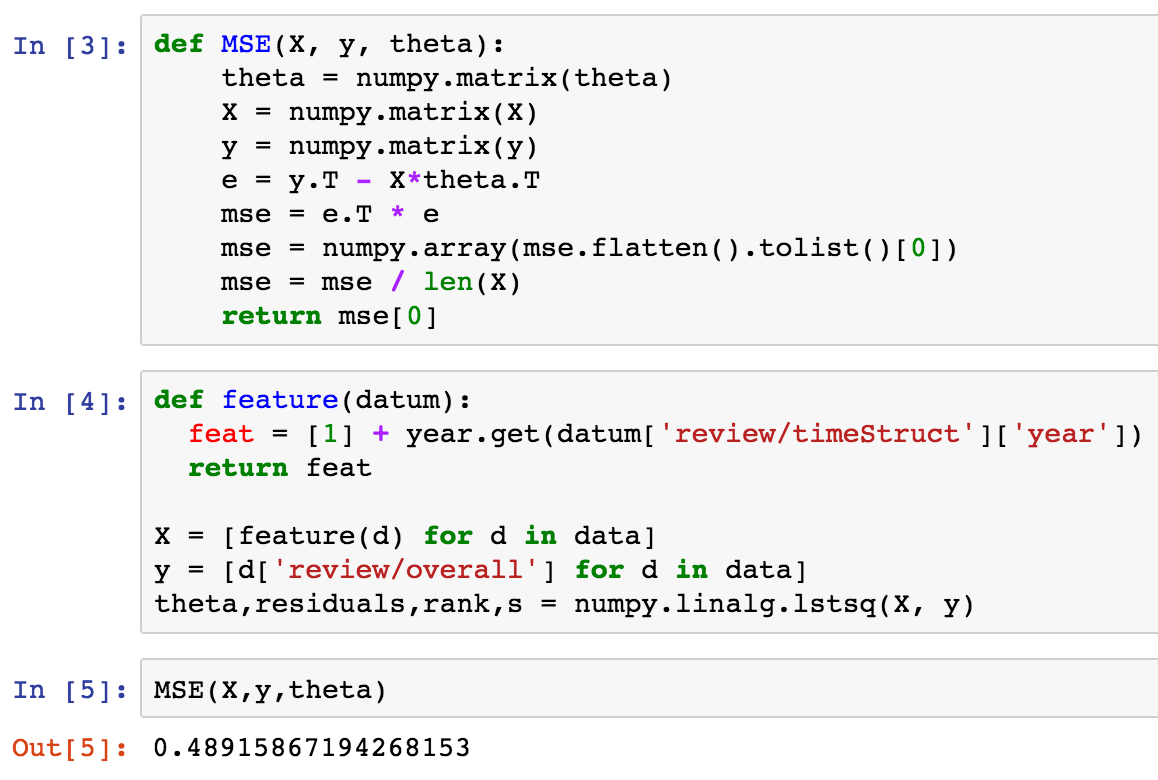 In [3]: def MSE(X, y, theta):
    theta = numpy.matrix(theta)
    X = numpy.matrix(X)
    y = numpy.matrix(y)
    e = y.T - X*theta.T
    mse = e.T * e
    mse = numpy.array(mse.flatten().tolist()[0])
    mse = mse / len(X)
    return mse[0]
In [4]: def feature(datum):
  feat = [1] + year.get(datum['review/timeStruct']['year'])
  return feat
X = [feature(d) for d in data]
y = [d['review/overall'] for d in data]
theta,residuals,rank,s = numpy.linalg.lstsq(X, y)
In [5]: MSE(X,y,theta)
Out[5]: 0.48915867194268153